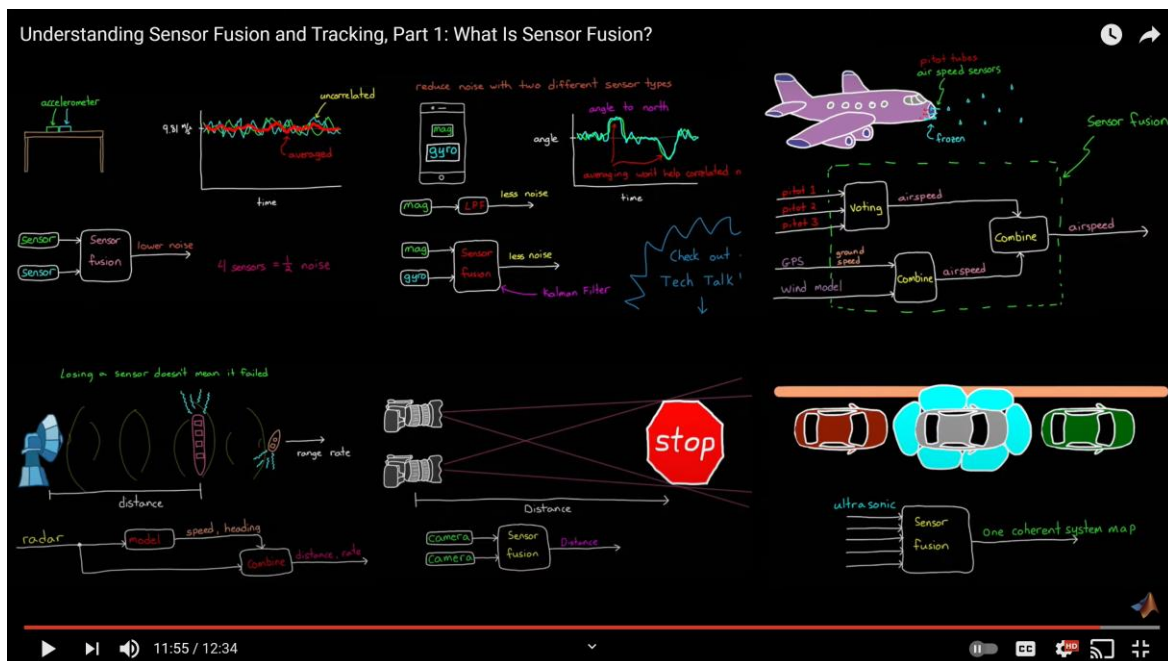 Understanding Sensor Fusion and Tracking, Part 1: What Is Sensor Fusion?
accelerometer
uncorrelated
9.81 m/s
averaged
time
sensor
sensor
Sensor
fusion
lower noise
4 sensors = 1/2 noise
reduce noise with two different sensor types
mag
gyro
angle to north
angle
averaging won't help correlated n
time
mag
LPF
less noise
mag
gyro
Sensor
fusion
less noise
Kalman Filter
Check out
Tech Talk!
pitot tubes
air speed sensors
frozen
Sensor fusion
pitot 1
pitot 2
pitot 3
Voting
airspeed
GPS
ground
speed
Wind model
Combine
airspeed
Combine
airspeed
Losing a sensor doesn't mean it failed
range rate
distance
radar
model
speed, heading
Combine
distance, rate
stop
Distance
camera
camera
Sensor
fusion
Distance
ultrasonic
Sensor
fusion
One coherent system map
11:55 / 12:34
CC
HD